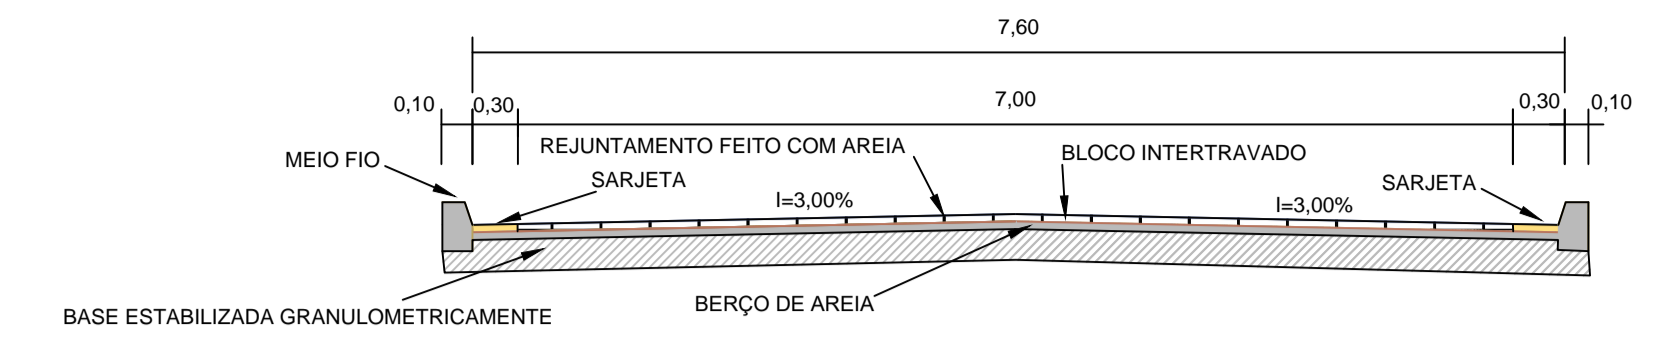 7,60
0,10
0,30
7,00
0,30
0,10
MEIO FIO
REJUNTAMENTO FEITO COM AREIA
BLOCO INTERTRAVADO
SARJETA
SARJETA
I=3,00%
I=3,00%
BASE ESTABILIZADA GRANULOMETRICAMENTE
BERÇO DE AREIA